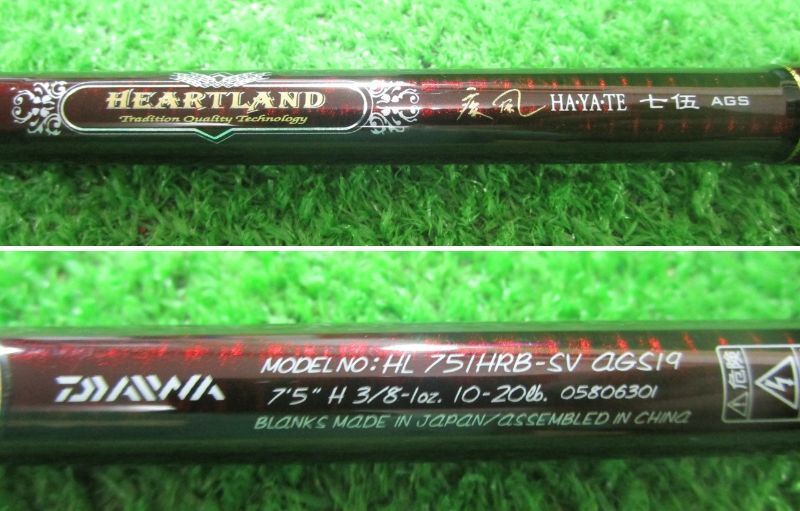 HEARTLAND
Tradition Quality Technology
疾風 HA・YA・TE 七伍 AGS
DAIWA
MODEL NO: HL 751HRB-SV AGS19
7'5" H 3/8-1oz. 10-20lb. 05806301
BLANKS MADE IN JAPAN/ASSEMBLED IN CHINA
危険